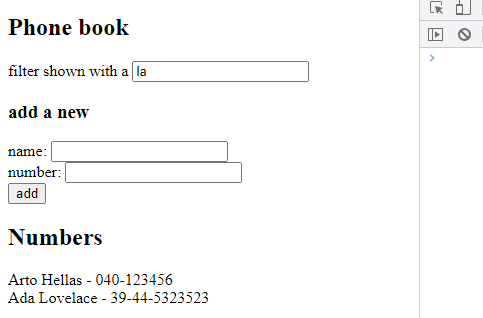 Phone book
filter shown with a la
add a new
name:
number:
add
Numbers
Arto Hellas - 040-123456
Ada Lovelace - 39-44-5323523